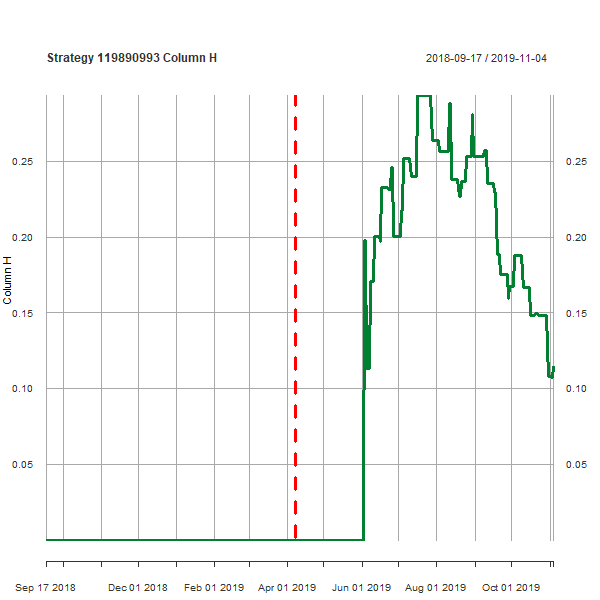 Strategy 119890993 Column H
2018-09-17 / 2019-11-04
0.25
0.25
0.20
0.20
Column H
0.15
0.15
0.10
0.10
0.05
0.05
Sep 17 2018
Dec 01 2018
Feb 01 2019
Apr 01 2019
Jun 01 2019
Aug 01 2019
Oct 01 2019